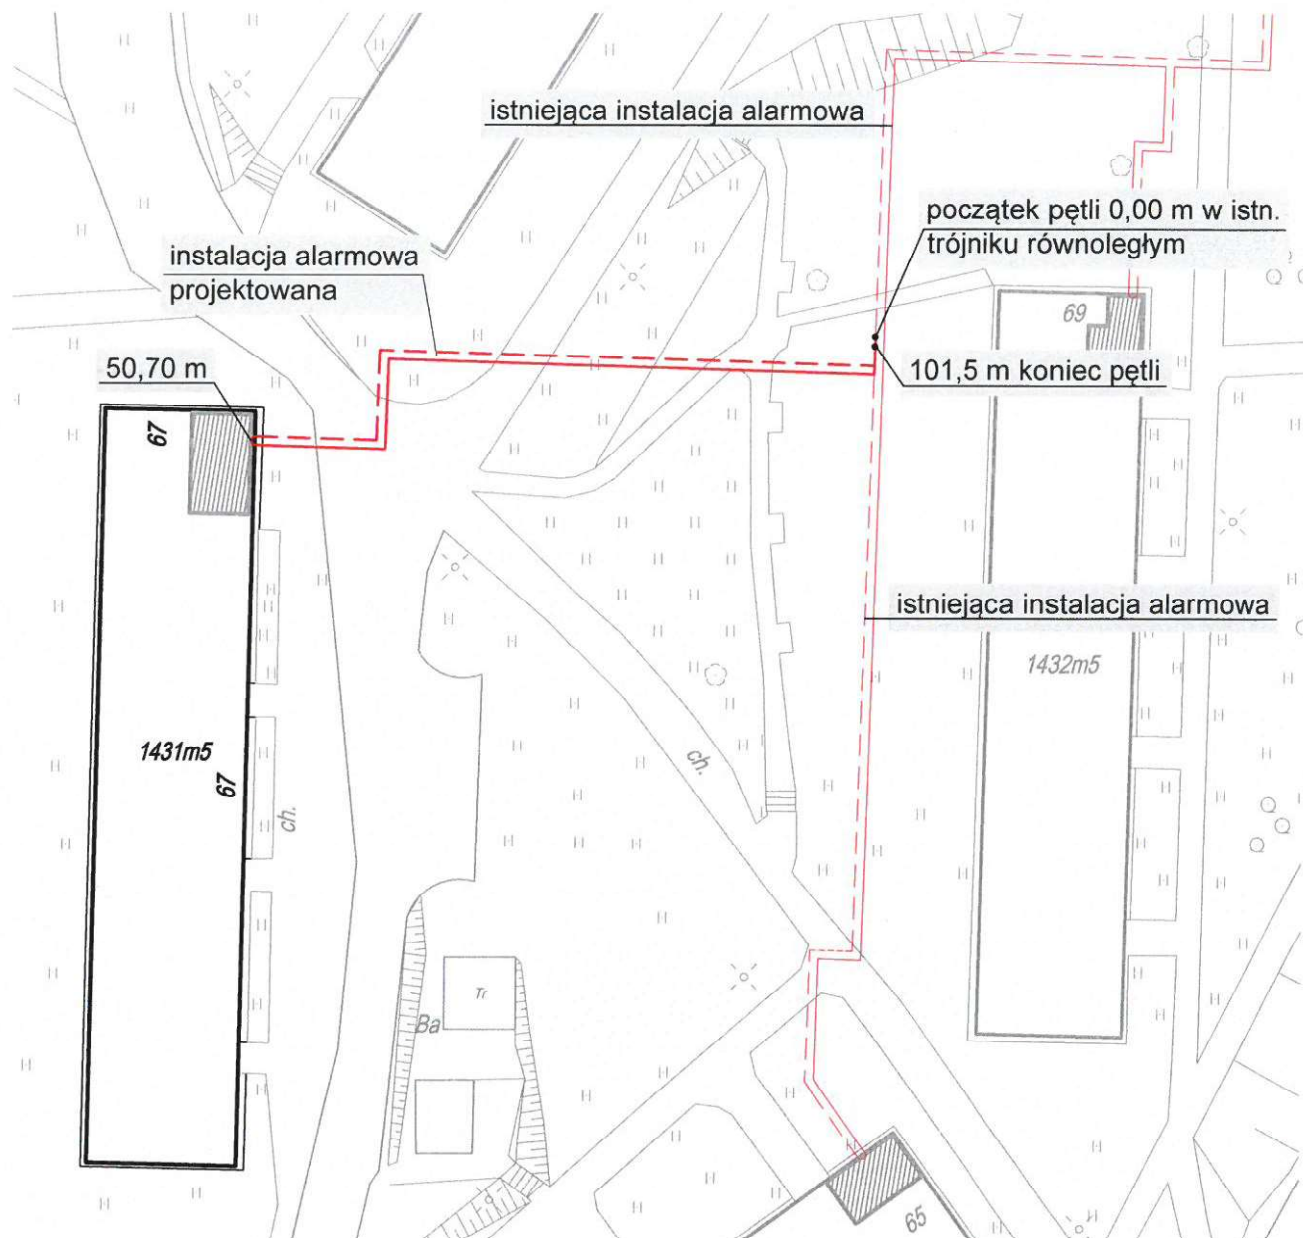 istniejąca instalacja alarmowa
początek pętli 0,00 m w istn.
trójniku równoległym
instalacja alarmowa
projektowana
69
50,70 m
101,5 m koniec pętli
67
istniejąca instalacja alarmowa
1432m5
1431m5
67
ch.
ch.
Tr
Ba
65